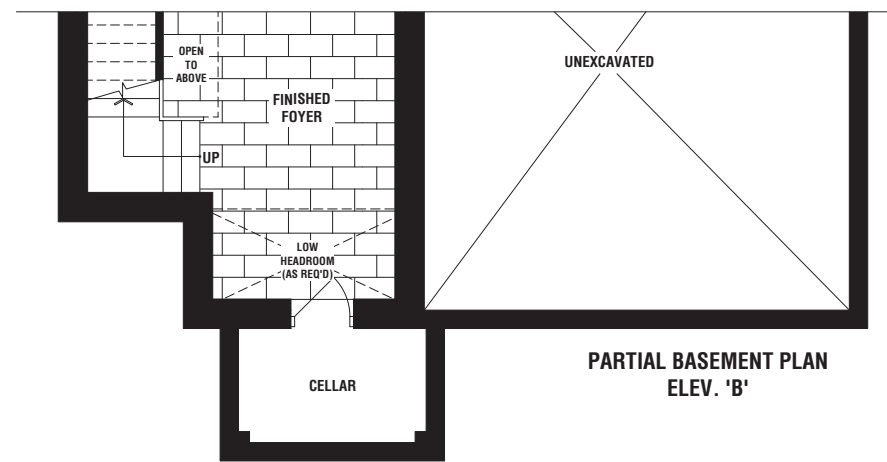 OPEN
TO
ABOVE
UNEXCAVATED
FINISHED
FOYER
UP
LOW
HEADROOM
(AS REQ'D)
CELLAR
PARTIAL BASEMENT PLAN
ELEV. 'B'